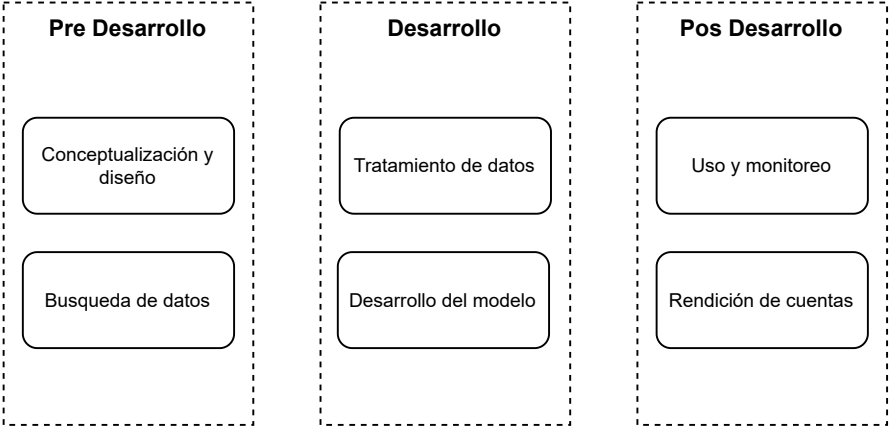 Pre Desarrollo
Conceptualización y
diseño
Busqueda de datos
Desarrollo
Tratamiento de datos
Desarrollo del modelo
Pos Desarrollo
Uso y monitoreo
Rendición de cuentas